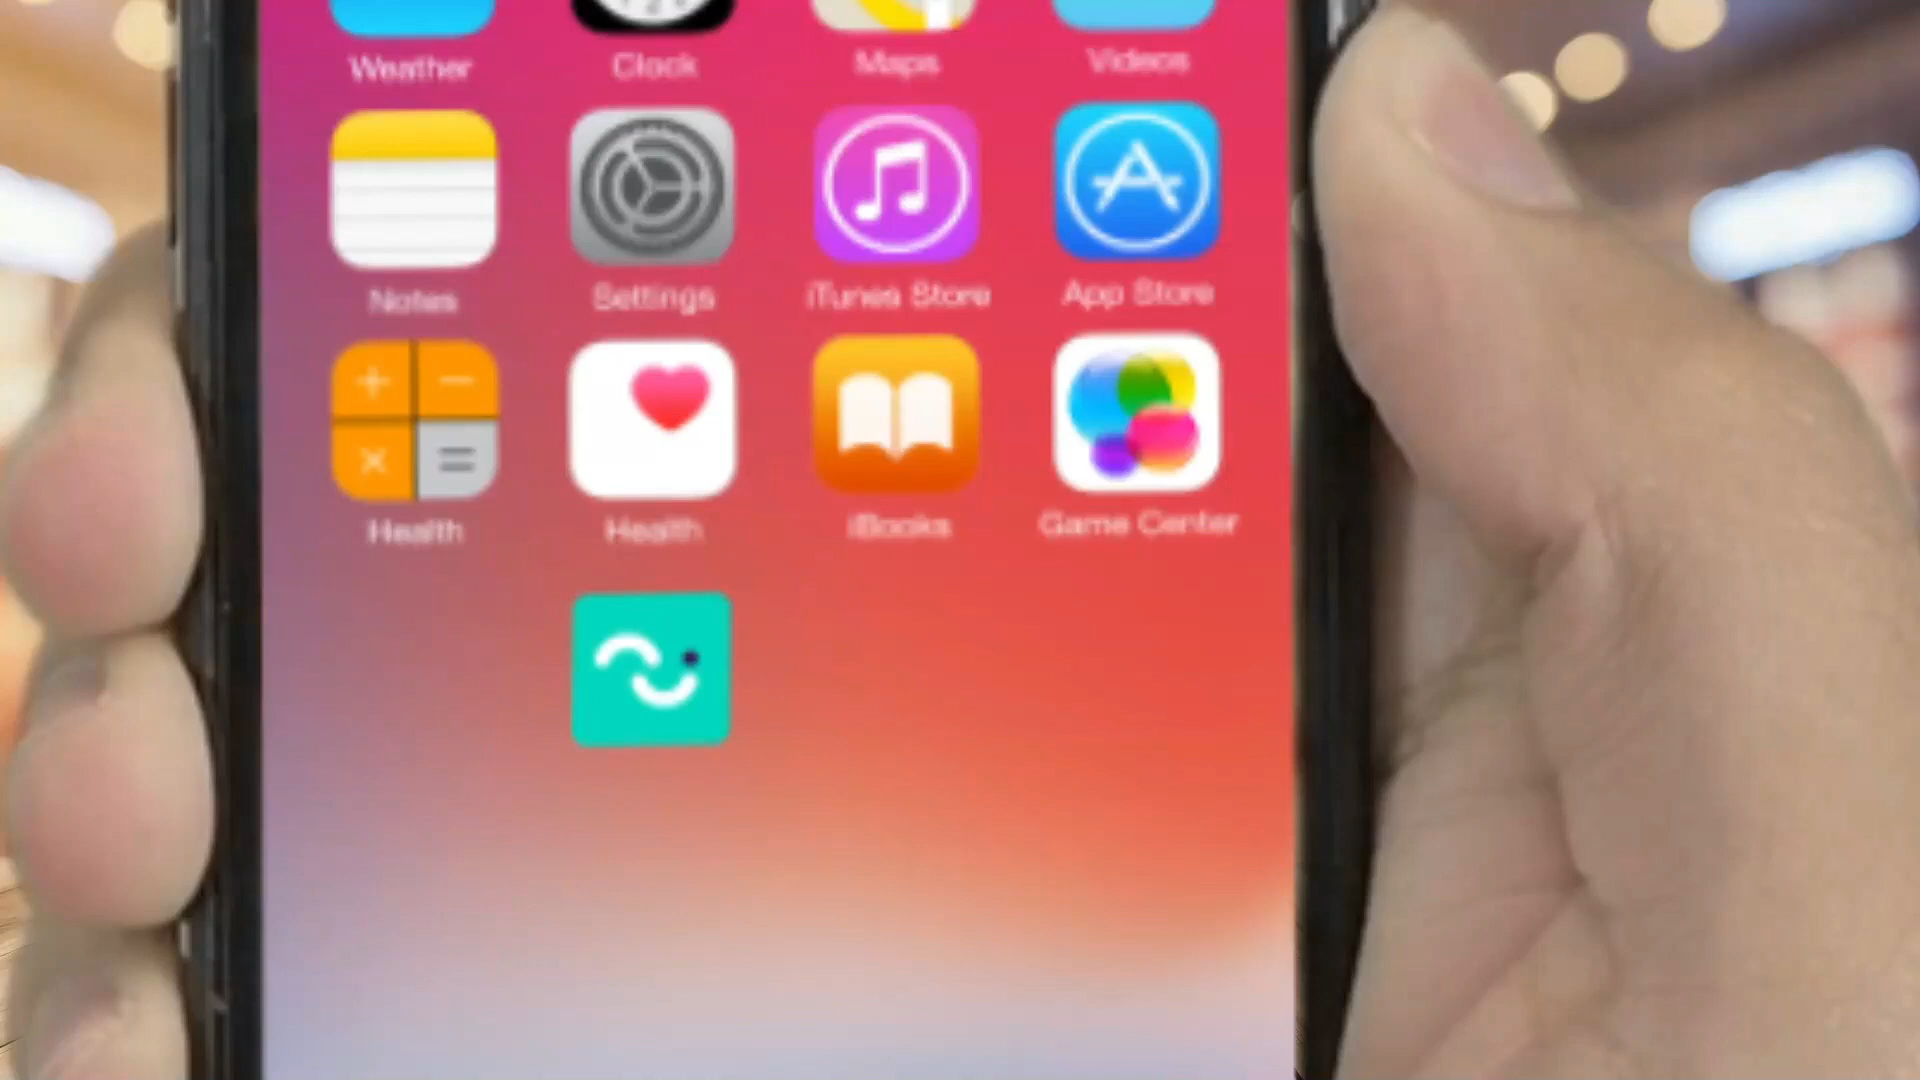 Weather Clock Maps Videos
Notes Settings iTunes Store App Store
Health Health iBooks Game Center